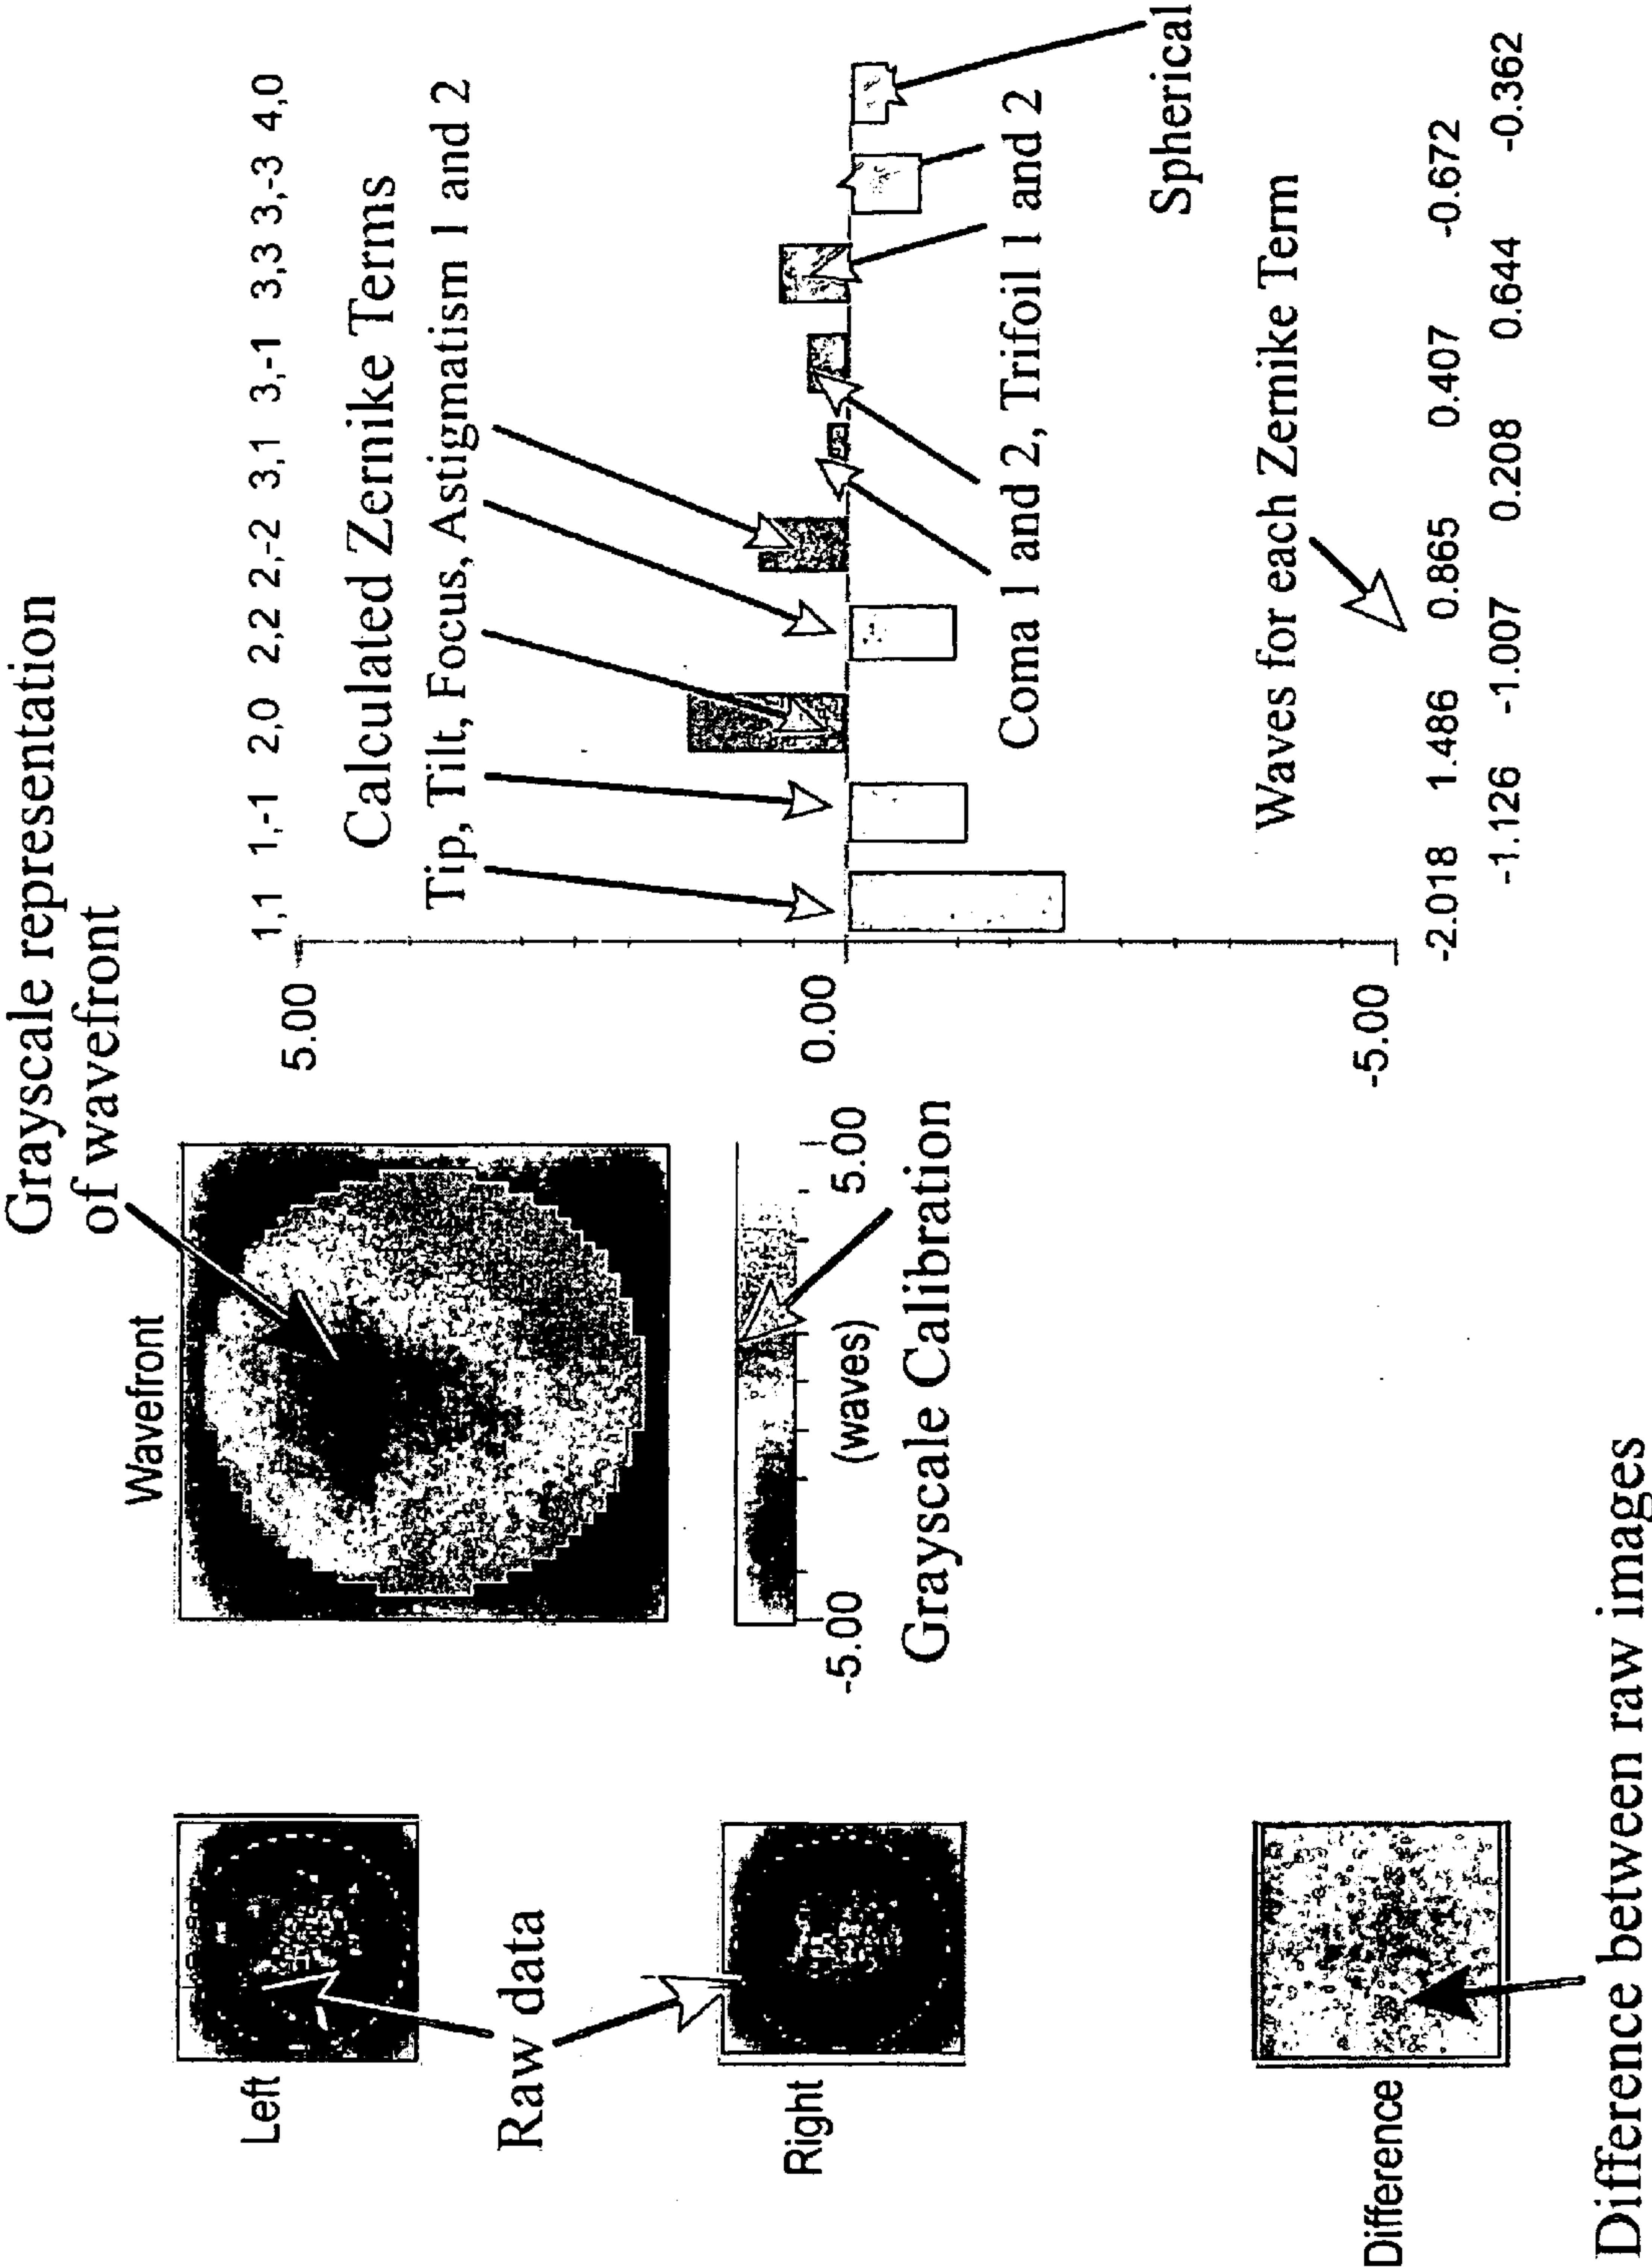 Left
Raw data
Right
Difference
Difference between raw images
Grayscale representation
of wavefront
Wavefront
-5.00 (waves) 5.00
Grayscale Calibration
1,1 1,-1 2,0 2,2 2,-2 3,1 3,-1 3,3 3,-3 4,0
5.00
Calculated Zernike Terms
Tip, Tilt, Focus, Astigmatism 1 and 2
0.00
Coma 1 and 2, Trifoil 1 and 2
Spherical
Waves for each Zernike Term
-5.00
-2.018 1.486 0.865 0.407 -0.672
-1.126 -1.007 0.208 0.644 -0.362